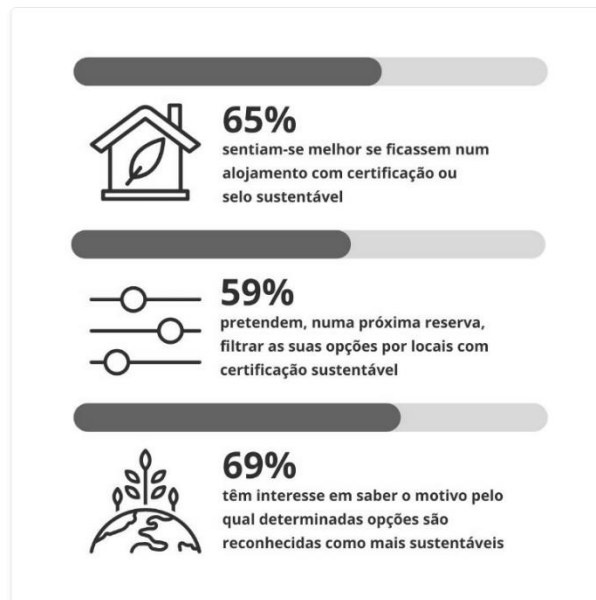 65%
sentiam-se melhor se ficassem num
alojamento com certificação ou
selo sustentável
59%
pretendem, numa próxima reserva,
filtrar as suas opções por locais com
certificação sustentável
69%
têm interesse em saber o motivo pelo
qual determinadas opções são
reconhecidas como mais sustentáveis